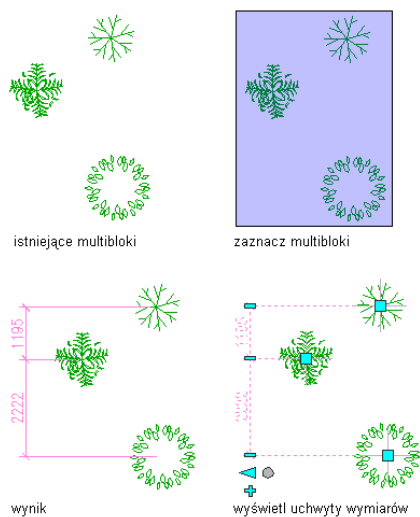 istniejące multibloki
zaznacz multibloki
1195
2222
wynik
wyświetl uchwyty wymiarów